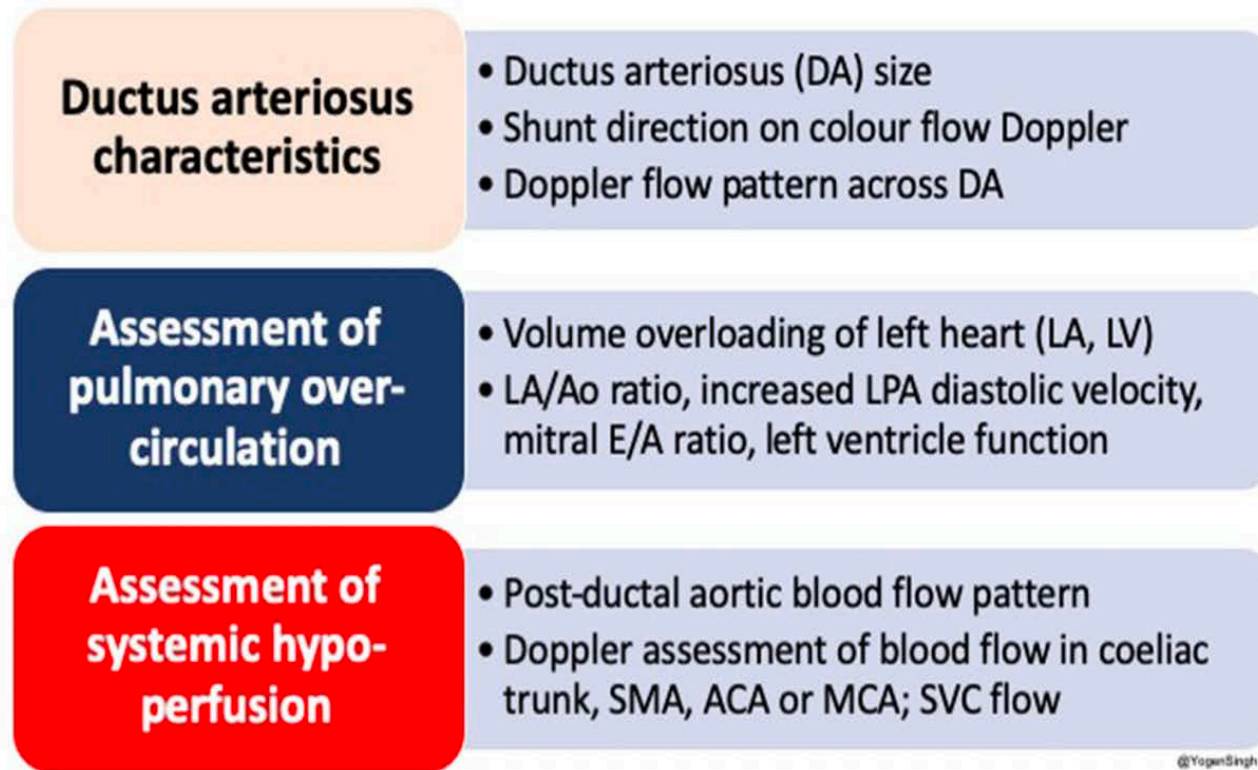 Ductus arteriosus
characteristics
• Ductus arteriosus (DA) size
• Shunt direction on colour flow Doppler
• Doppler flow pattern across DA
Assessment of
pulmonary over-
circulation
• Volume overloading of left heart (LA, LV)
• LA/Ao ratio, increased LPA diastolic velocity,
mitral E/A ratio, left ventricle function
Assessment of
systemic hypo-
perfusion
• Post-ductal aortic blood flow pattern
• Doppler assessment of blood flow in coeliac
trunk, SMA, ACA or MCA; SVC flow
@YogenSingh